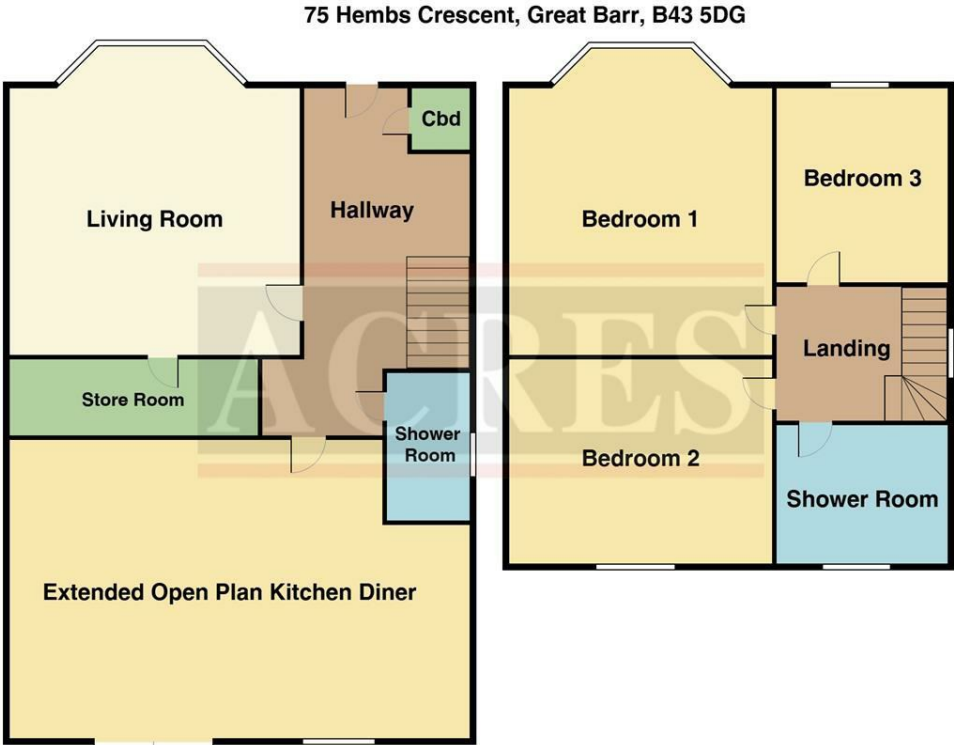 75 Hembs Crescent, Great Barr, B43 5DG
Cbd
Living Room
Hallway
Store Room
Shower
Room
Extended Open Plan Kitchen Diner
Bedroom 1
Bedroom 3
Landing
Bedroom 2
Shower Room
ACRES